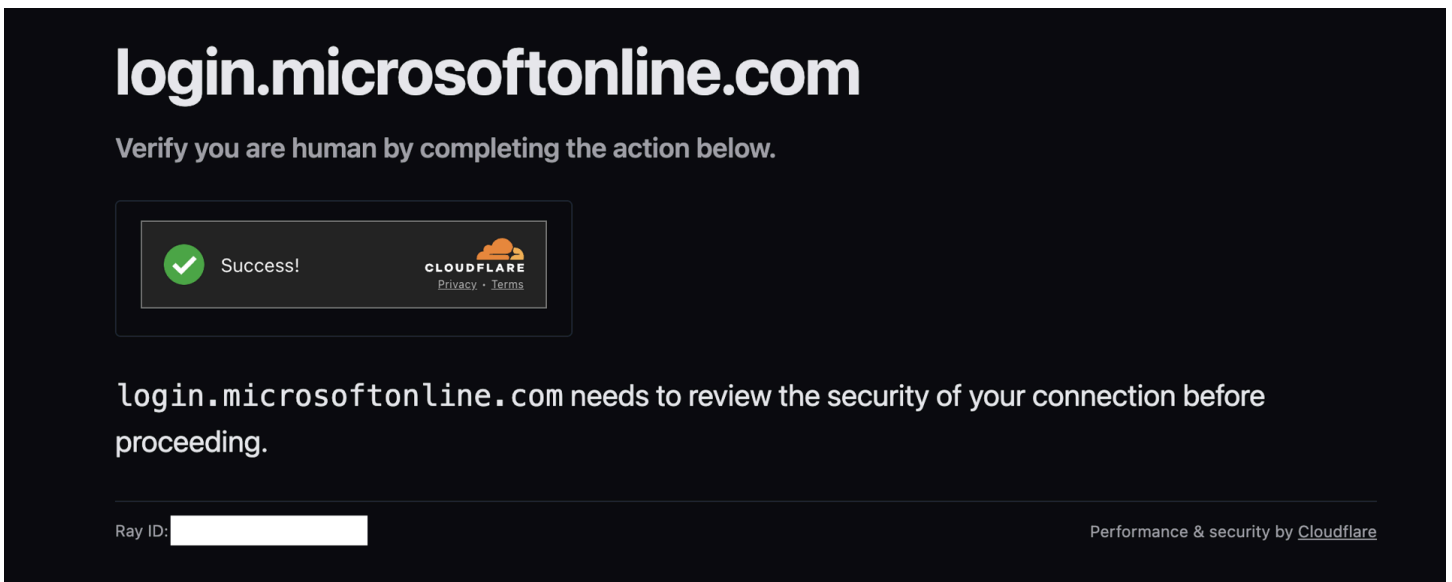 login.microsoftonline.com
Verify you are human by completing the action below.
Success!
CLOUDFLARE
Privacy • Terms
login.microsoftonline.com needs to review the security of your connection before
proceeding.
Ray ID:
Performance & security by Cloudflare